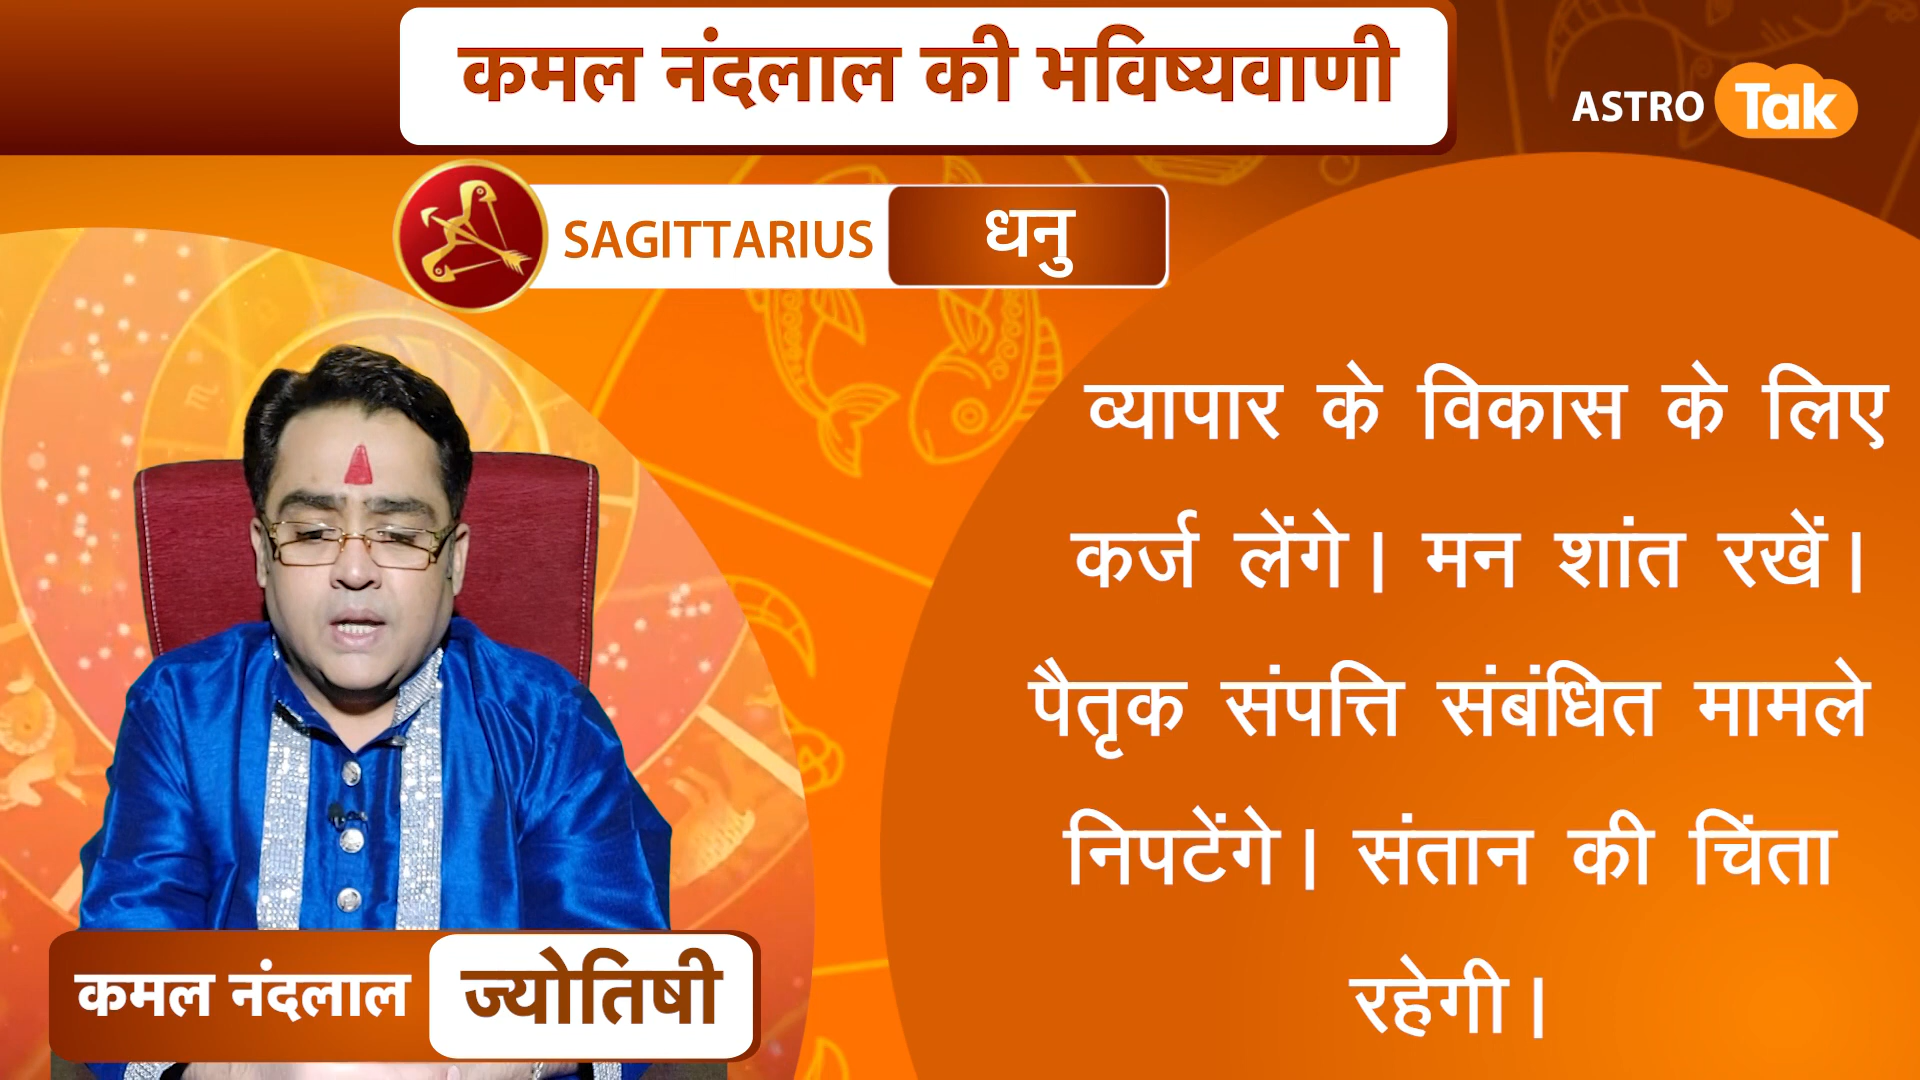 कमल नंदलाल की भविष्यवाणी
ASTRO Tak
SAGITTARIUS धनु
व्यापार के विकास के लिए
कर्ज लेंगे। मन शांत रखें।
पैतृक संपत्ति संबंधित मामले
निपटेंगे। संतान की चिंता
रहेगी।
कमल नंदलाल ज्योतिषी